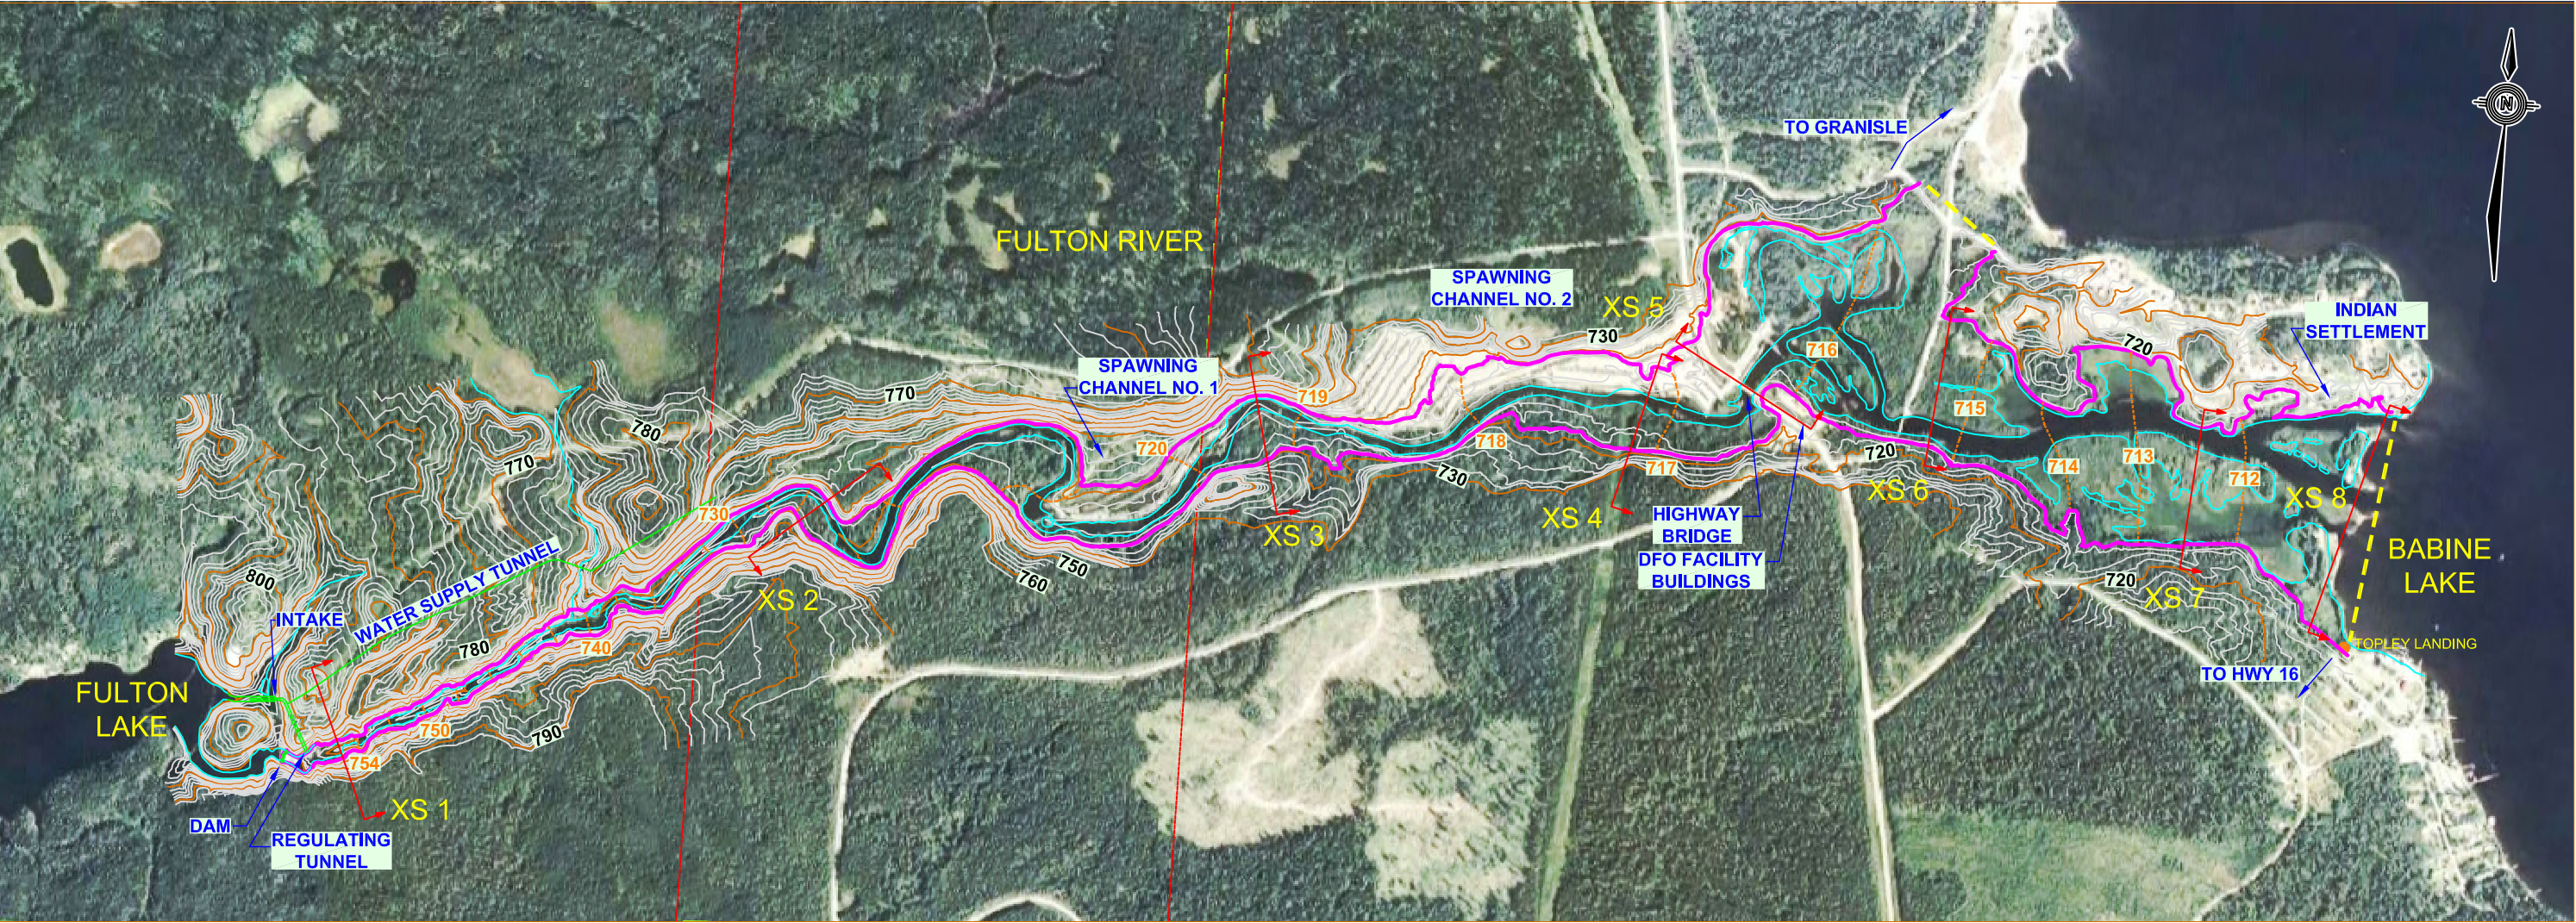 N
TO GRANISLE
FULTON RIVER
SPAWNING
CHANNEL NO. 2
XS 5
730
INDIAN
SETTLEMENT
720
716
SPAWNING
CHANNEL NO. 1
719
770
715
780
720
718
717
730
720
714
713
712
770
XS 6
XS 8
730
XS 4
HIGHWAY
BRIDGE
XS 3
BABINE
LAKE
750
760
DFO FACILITY
BUILDINGS
WATER SUPPLY TUNNEL
800
720
XS 7
XS 2
INTAKE
780
740
TOPLEY LANDING
TO HWY 16
FULTON
LAKE
750
790
754
XS 1
DAM
REGULATING
TUNNEL